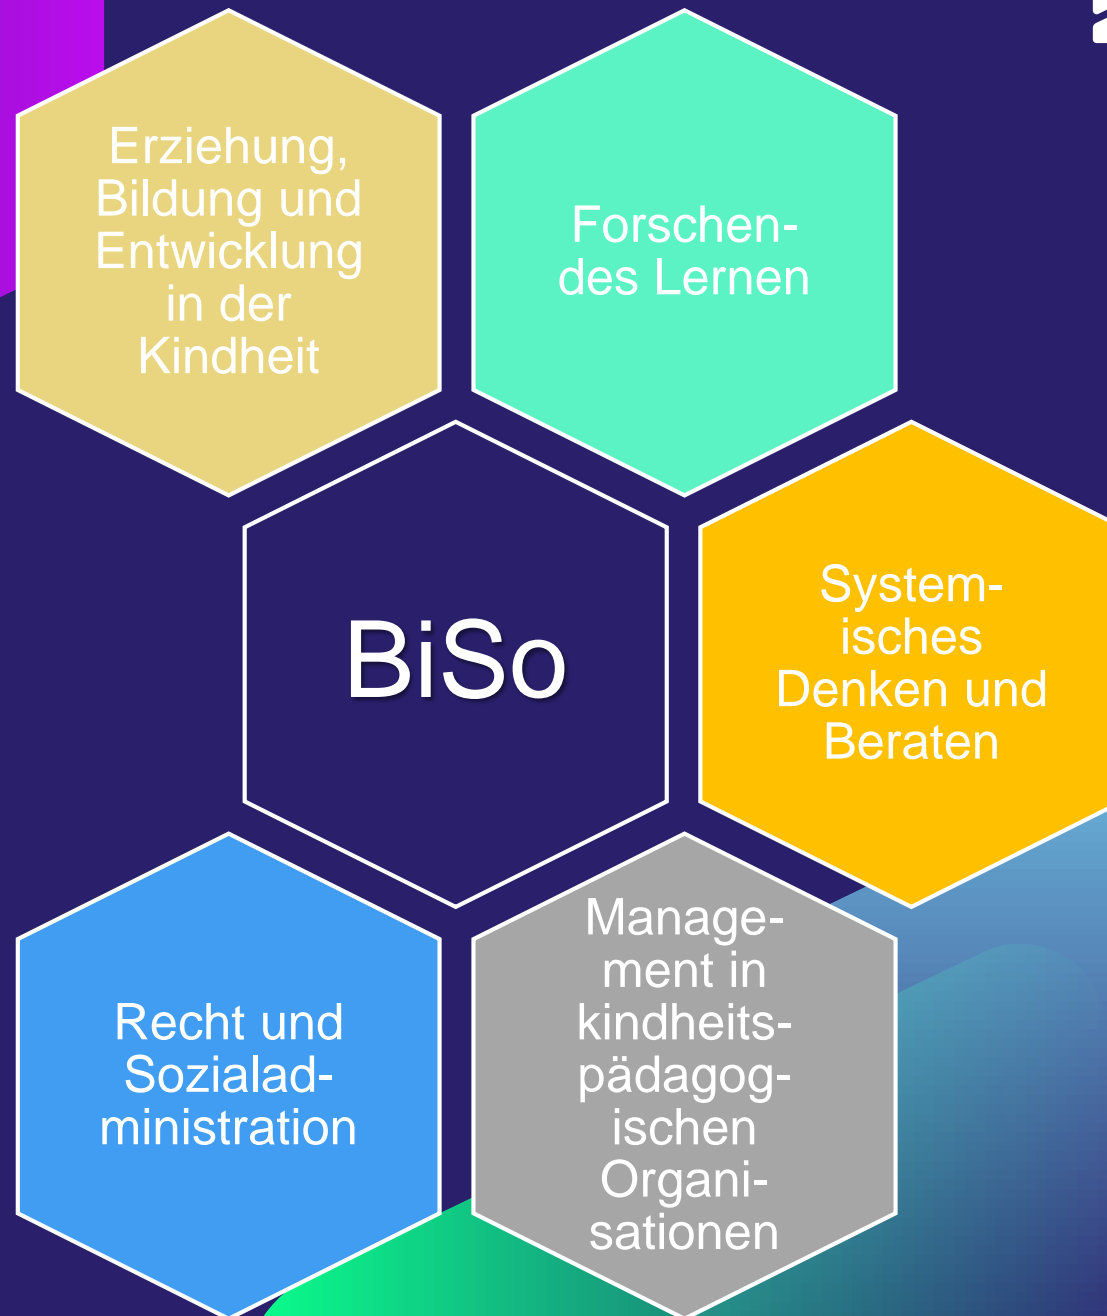 Erziehung,
Bildung und
Entwicklung
in der
Kindheit
Forschen-
des Lernen
BiSo
System-
isches
Denken und
Beraten
Recht und
Sozialad-
ministration
Manage-
ment in
kindheits-
pädagog-
ischen
Organi-
sationen